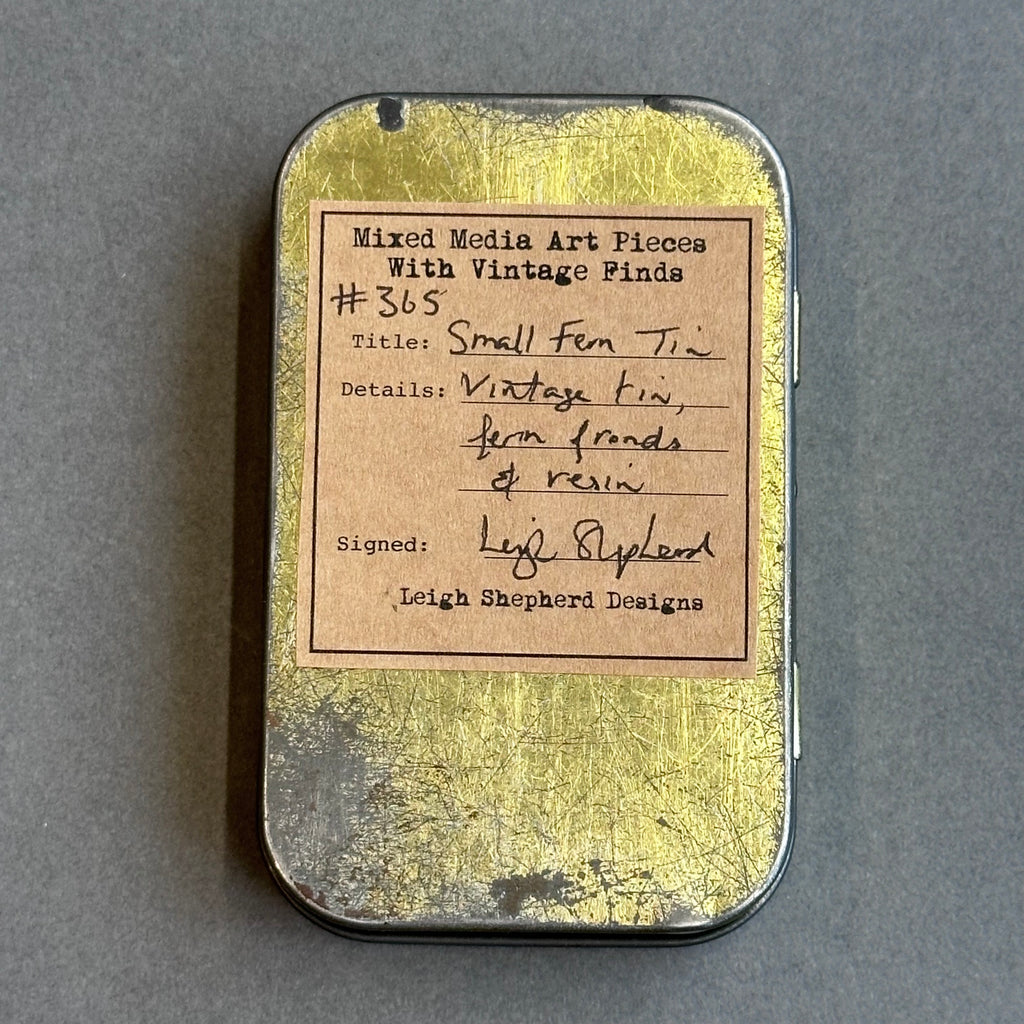 Mixed Media Art Pieces
With Vintage Finds
#365
Title: Small Fern Tin
Details: Vintage tin,
fern fronds
& resin
Signed: Leigh Shepherd
Leigh Shepherd Designs